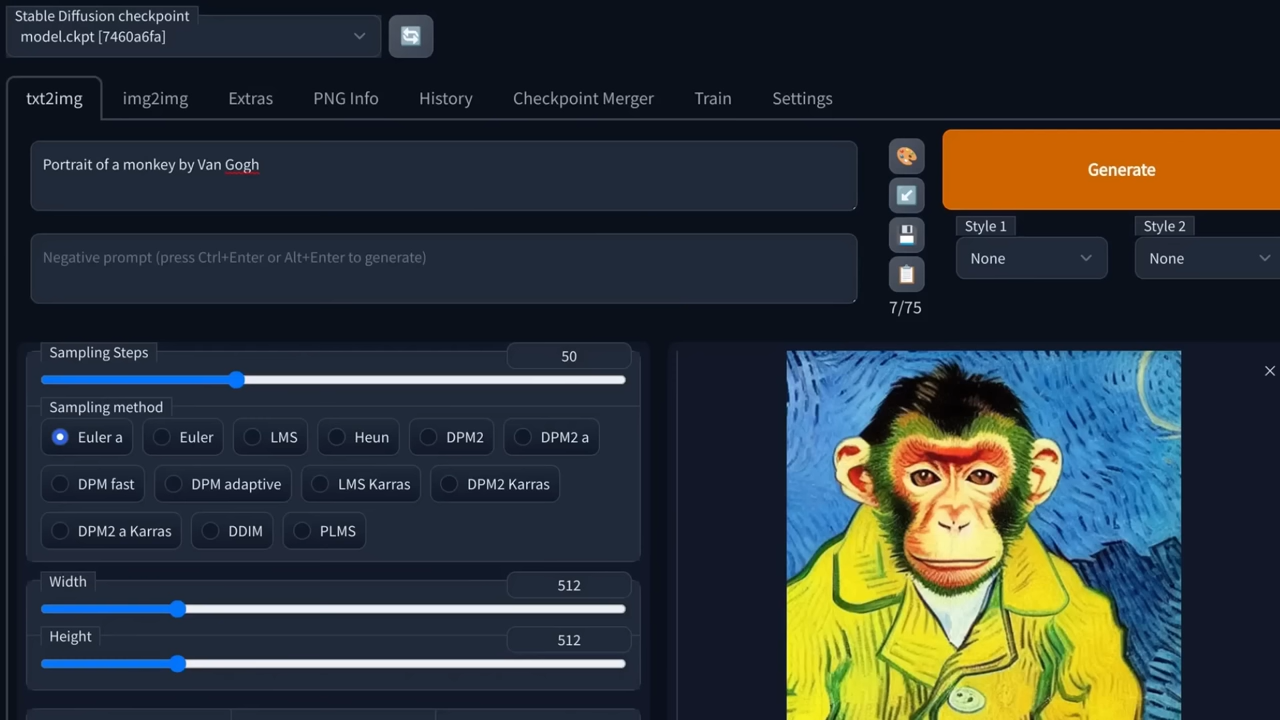 Stable Diffusion checkpoint
model.ckpt [7460a6fa]
txt2img img2img Extras PNG Info History Checkpoint Merger Train Settings
Portrait of a monkey by Van Gogh
Generate
Negative prompt (press Ctrl+Enter or Alt+Enter to generate)
Style 1 Style 2
None None
7/75
Sampling Steps 50
Sampling method
Euler a Euler LMS Heun DPM2 DPM2 a
DPM fast DPM adaptive LMS Karras DPM2 Karras
DPM2 a Karras DDIM PLMS
Width 512
Height 512